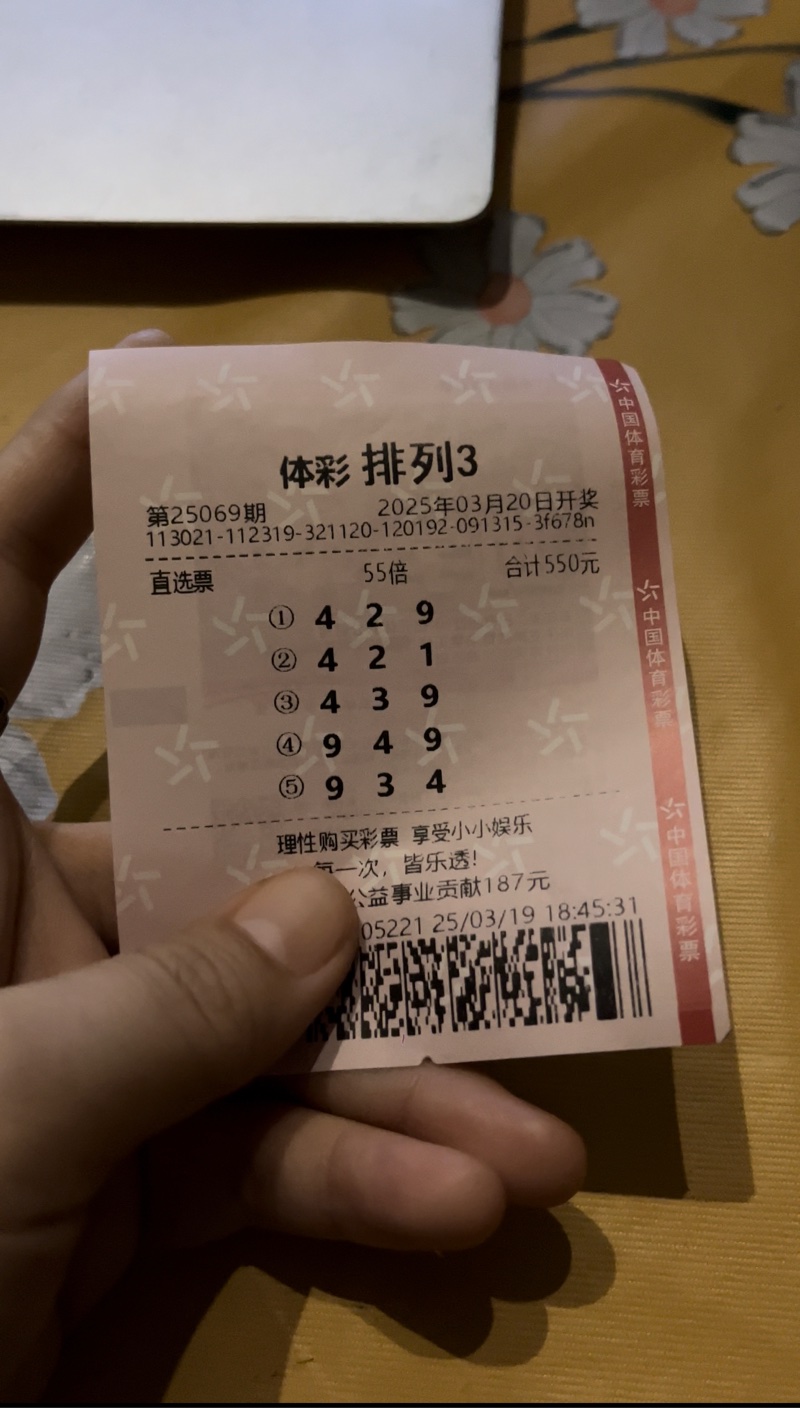 体彩 排列3
第25069期 2025年03月20日开奖
113021-112319-321120-120192-091315-3f678n
直选票 55倍 合计550元
① 4 2 9
② 4 2 1
③ 4 3 9
④ 9 4 9
⑤ 9 3 4
理性购买彩票 享受小小娱乐
每一次，皆乐透!
公益事业贡献187元
05221 25/03/19 18:45:31
中国体育彩票
中国体育彩票
中国体育彩票